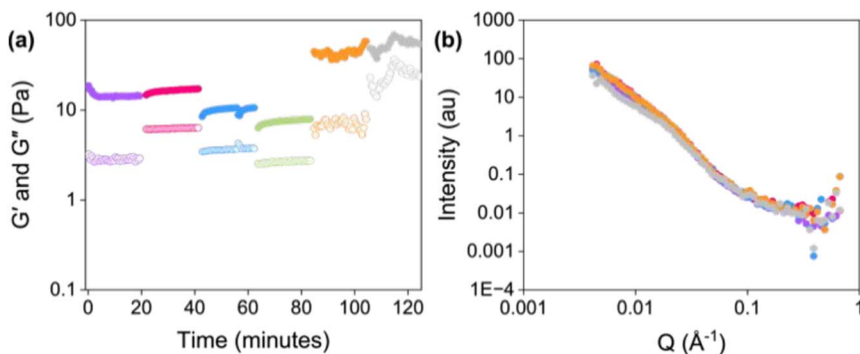 (a)
G′ and G″ (Pa)
100
10
1
0.1
0 20 40 60 80 100 120
Time (minutes)
(b)
Intensity (au)
1000
100
10
1
0.1
0.01
0.001
1E−4
0.001 0.01 0.1 1
Q (Å⁻¹)